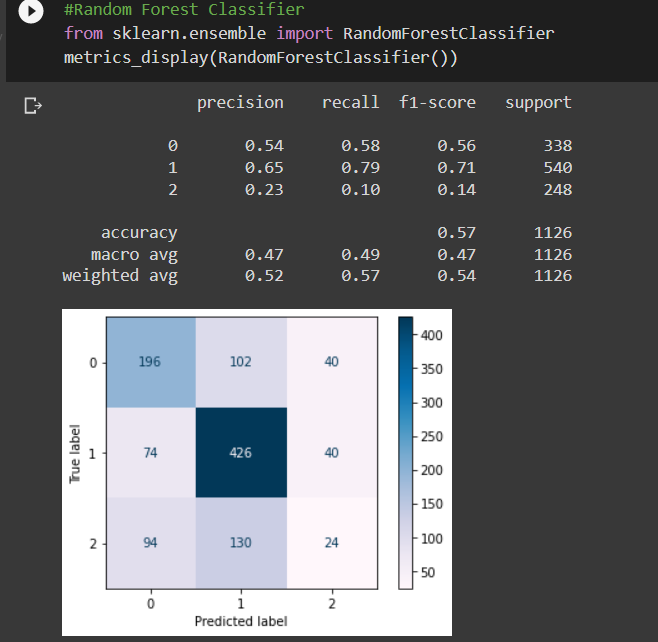 #Random Forest Classifier
from sklearn.ensemble import RandomForestClassifier
metrics_display(RandomForestClassifier())
precision recall f1-score support
0 0.54 0.58 0.56 338
1 0.65 0.79 0.71 540
2 0.23 0.10 0.14 248
accuracy 0.57 1126
macro avg 0.47 0.49 0.47 1126
weighted avg 0.52 0.57 0.54 1126
400
0 196 102 40
350
300
250
True label
1 74 426 40
200
150
2 94 130 24
100
50
0 1 2
Predicted label